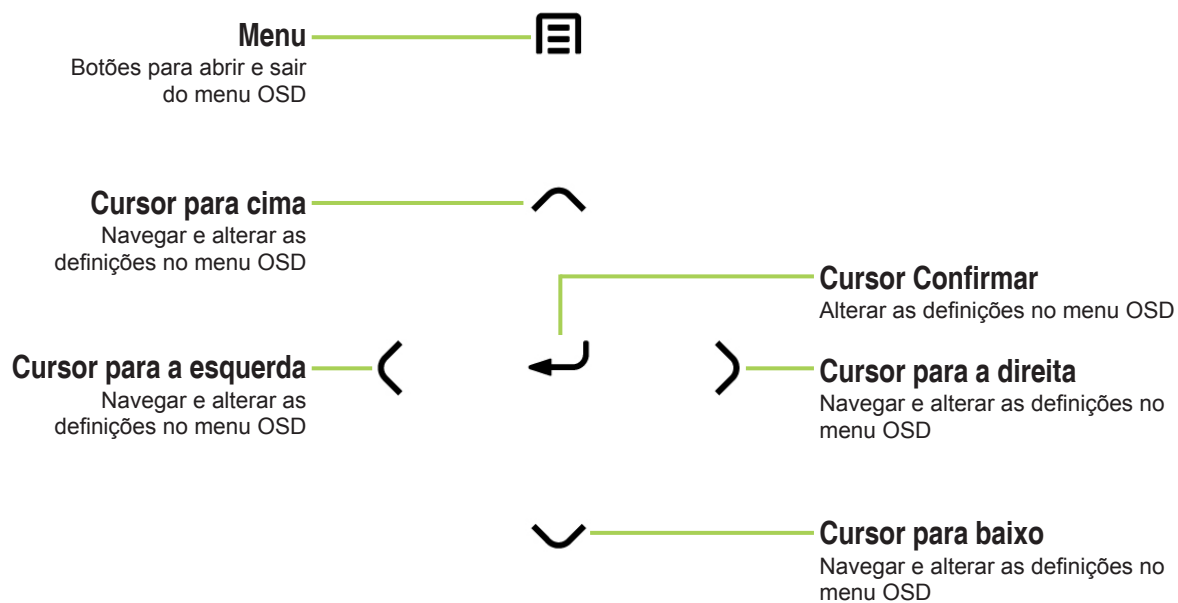 Menu
Botões para abrir e sair
do menu OSD
Cursor para cima
Navegar e alterar as
definições no menu OSD
Cursor Confirmar
Alterar as definições no menu OSD
Cursor para a esquerda
Navegar e alterar as
definições no menu OSD
Cursor para a direita
Navegar e alterar as definições no
menu OSD
Cursor para baixo
Navegar e alterar as definições no
menu OSD